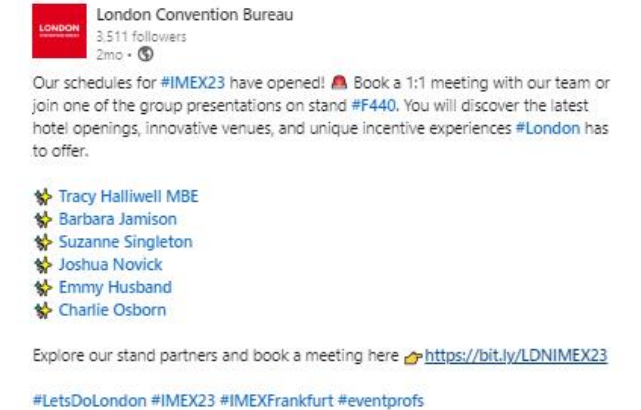 LONDON
CONVENTION BUREAU
London Convention Bureau
3,511 followers
2mo •
Our schedules for #IMEX23 have opened! 🚨 Book a 1:1 meeting with our team or
join one of the group presentations on stand #F440. You will discover the latest
hotel openings, innovative venues, and unique incentive experiences #London has
to offer.
✨ Tracy Halliwell MBE
✨ Barbara Jamison
✨ Suzanne Singleton
✨ Joshua Novick
✨ Emmy Husband
✨ Charlie Osborn
Explore our stand partners and book a meeting here 👉https://bit.ly/LDNIMEX23
#LetsDoLondon #IMEX23 #IMEXFrankfurt #eventprofs